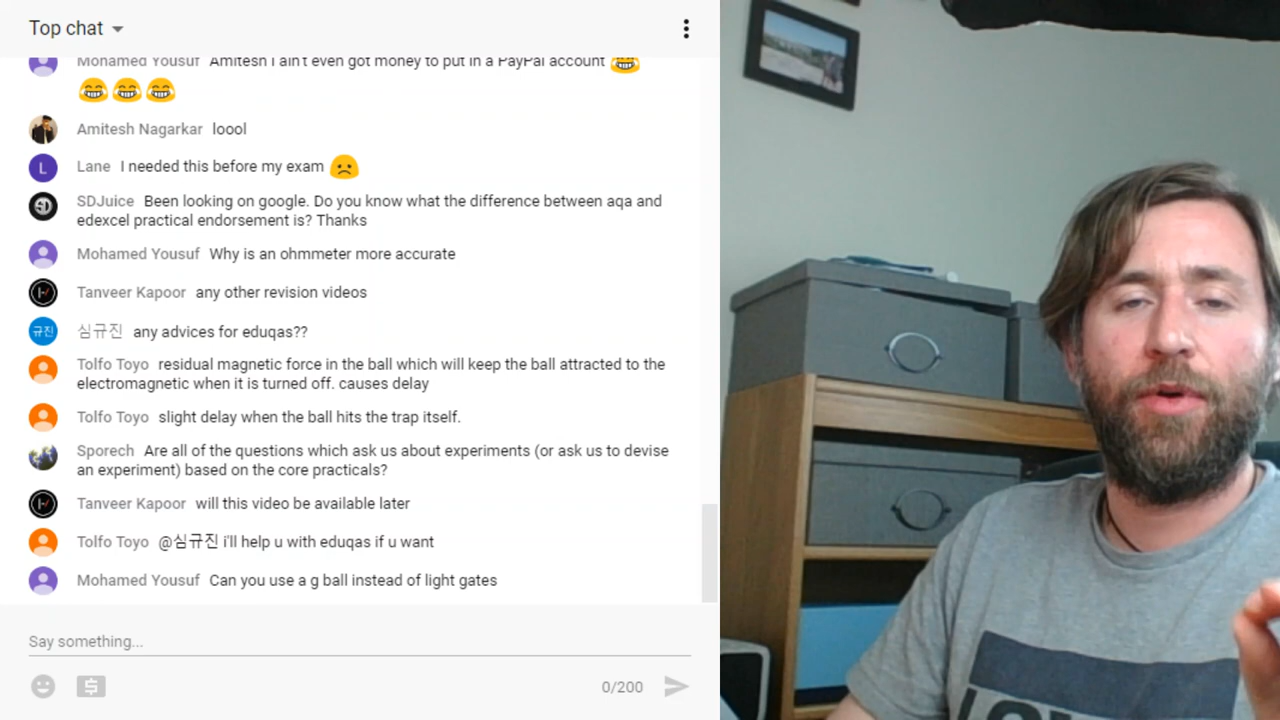 Top chat
Mohamed Yousuf Amitesh I ain't even got money to put in a PayPal account 😂
😂😂😂
Amitesh Nagarkar loool
L Lane I needed this before my exam ☹️
SD SDJuice Been looking on google. Do you know what the difference between aqa and
edexcel practical endorsement is? Thanks
Mohamed Yousuf Why is an ohmmeter more accurate
Tanveer Kapoor any other revision videos
규진 심규진 any advices for eduqas??
Tolfo Toyo residual magnetic force in the ball which will keep the ball attracted to the
electromagnetic when it is turned off. causes delay
Tolfo Toyo slight delay when the ball hits the trap itself.
Sporech Are all of the questions which ask us about experiments (or ask us to devise
an experiment) based on the core practicals?
Tanveer Kapoor will this video be available later
Tolfo Toyo @심규진 i'll help u with eduqas if u want
Mohamed Yousuf Can you use a g ball instead of light gates
Say something...
0/200